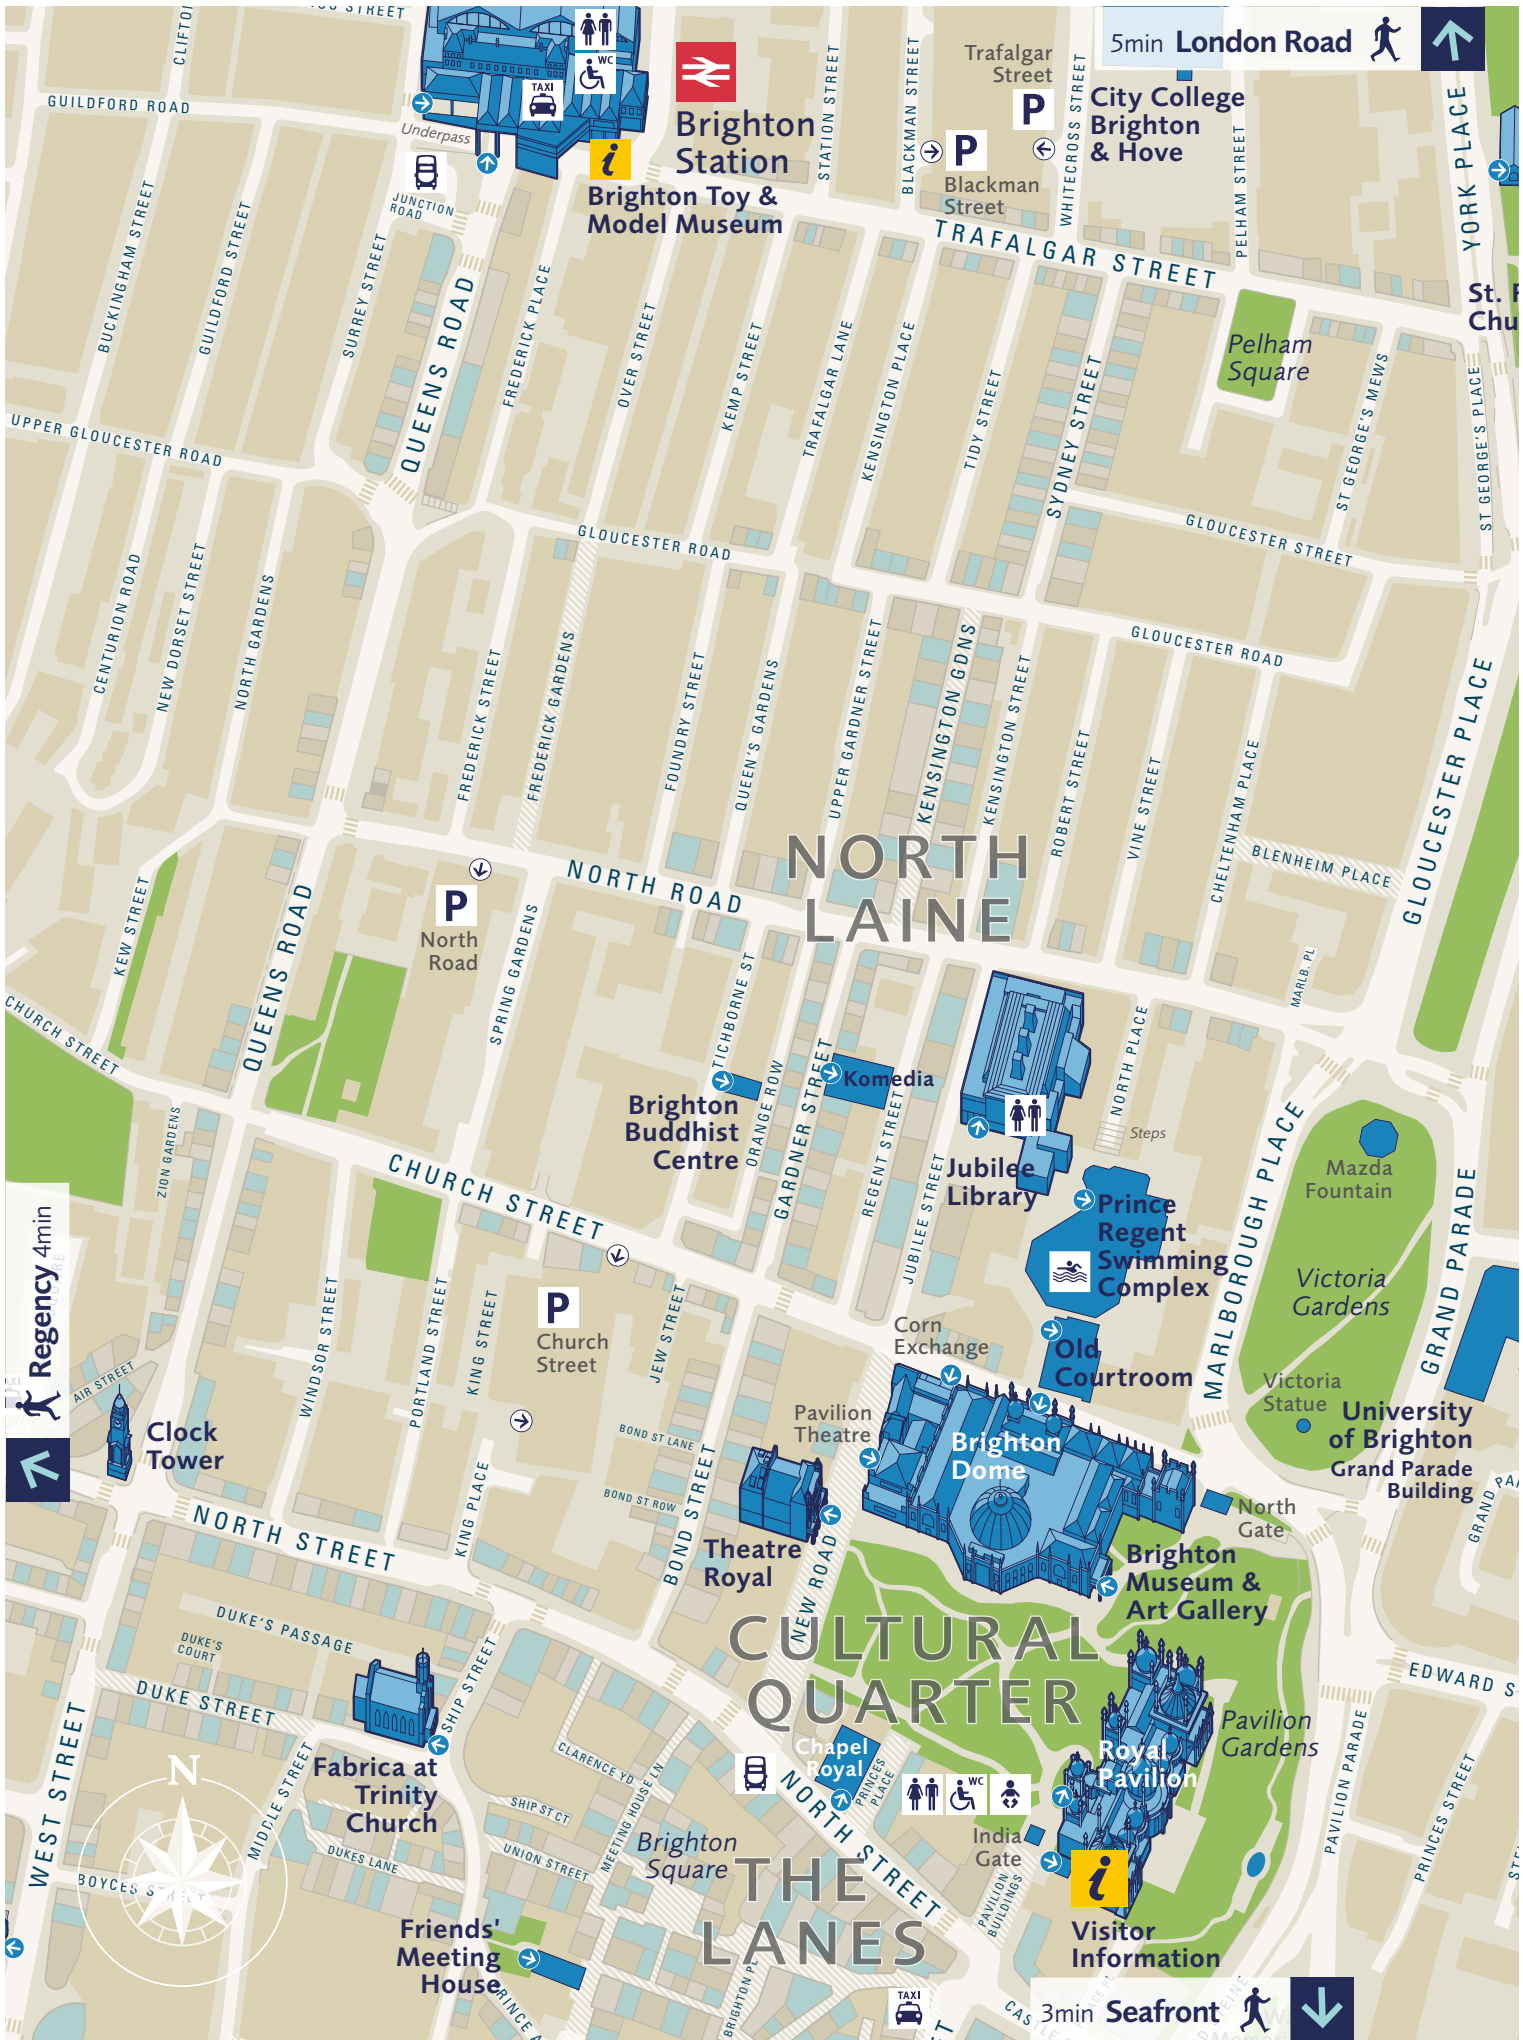 GUILDFORD ROAD
Underpass
TAXI
WC
Brighton
Station
Brighton Toy &
Model Museum
STATION STREET
BLACKMAN STREET
Trafalgar
Street
P
P
Blackman
Street
WHITECROSS STREET
5min London Road
City College
Brighton
& Hove
PELHAM STREET
YORK PLACE
JUNCTION
ROAD
BUCKINGHAM STREET
GUILDFORD STREET
SURREY STREET
QUEENS ROAD
FREDERICK PLACE
OVER STREET
KEMP STREET
TRAFALGAR LANE
KENSINGTON PLACE
TIDY STREET
SYDNEY STREET
TRAFALGAR STREET
Pelham
Square
ST GEORGE'S MEWS
ST GEORGE'S PLACE
St.
UPPER GLOUCESTER ROAD
GLOUCESTER ROAD
GLOUCESTER STREET
GLOUCESTER ROAD
CENTURION ROAD
NEW DORSET STREET
NORTH GARDENS
FREDERICK STREET
FREDERICK GARDENS
FOUNDRY STREET
QUEEN'S GARDENS
UPPER GARDNER STREET
KENSINGTON GDNS
KENSINGTON STREET
ROBERT STREET
VINE STREET
CHELTENHAM PLACE
BLENHEIM PLACE
GLOUCESTER PLACE
NORTH
LAINE
NORTH ROAD
P
North
Road
KEW STREET
QUEENS ROAD
SPRING GARDENS
TICHBORNE ST
MARLB. PL
CHURCH STREET
ZION GARDENS
Brighton
Buddhist
Centre
ORANGE ROW
GARDNER STREET
Komedia
REGENT STREET
JUBILEE STREET
Jubilee
Library
NORTH PLACE
Steps
Prince
Regent
Swimming
Complex
MARLBOROUGH PLACE
Mazda
Fountain
Victoria
Gardens
GRAND PARADE
CHURCH STREET
Regency 4min
AIR STREET
Clock
Tower
WINDSOR STREET
PORTLAND STREET
KING STREET
P
Church
Street
JEW STREET
BOND ST LANE
BOND ST ROW
BOND STREET
KING PLACE
Corn
Exchange
Old
Courtroom
Pavilion
Theatre
Brighton
Dome
Victoria
Statue
University
of Brighton
Grand Parade
Building
North
Gate
Theatre
Royal
NEW ROAD
Brighton
Museum &
Art Gallery
NORTH STREET
CULTURAL
QUARTER
DUKE'S PASSAGE
DUKE'S
COURT
DUKE STREET
SHIP STREET
WEST STREET
N
MIDDLE STREET
Fabrica at
Trinity
Church
CLARENCE YD
SHIP ST CT
UNION STREET
MEETING HOUSE LN
DUKES LANE
BOYCES STREET
Brighton
Square
Chapel
Royal
PRINCES
PLACE
WC
NORTH STREET
Royal
Pavilion
Pavilion
Gardens
EDWARD S
PAVILION PARADE
PRINCES STREET
India
Gate
PAVILION
BUILDINGS
THE
LANES
Friends'
Meeting
House
Visitor
Information
TAXI
3min Seafront